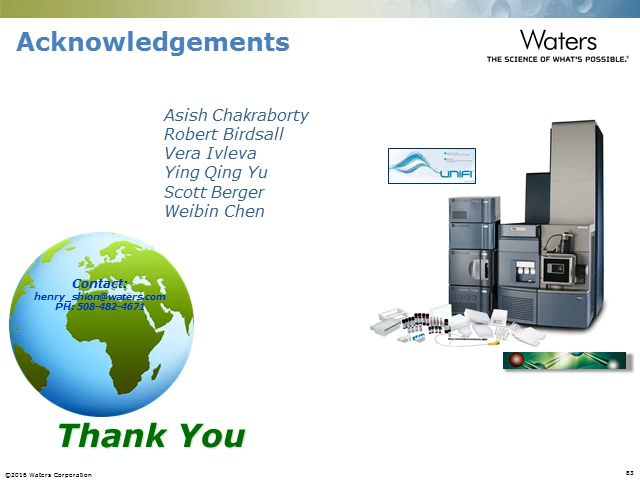 Acknowledgements
Waters
THE SCIENCE OF WHAT'S POSSIBLE.®
Asish Chakraborty
Robert Birdsall
Vera Ivleva
Ying Qing Yu
Scott Berger
Weibin Chen
UNIFI
Contact:
henry_shion@waters.com
PH: 508-482-4671
Thank You
©2016 Waters Corporation
83